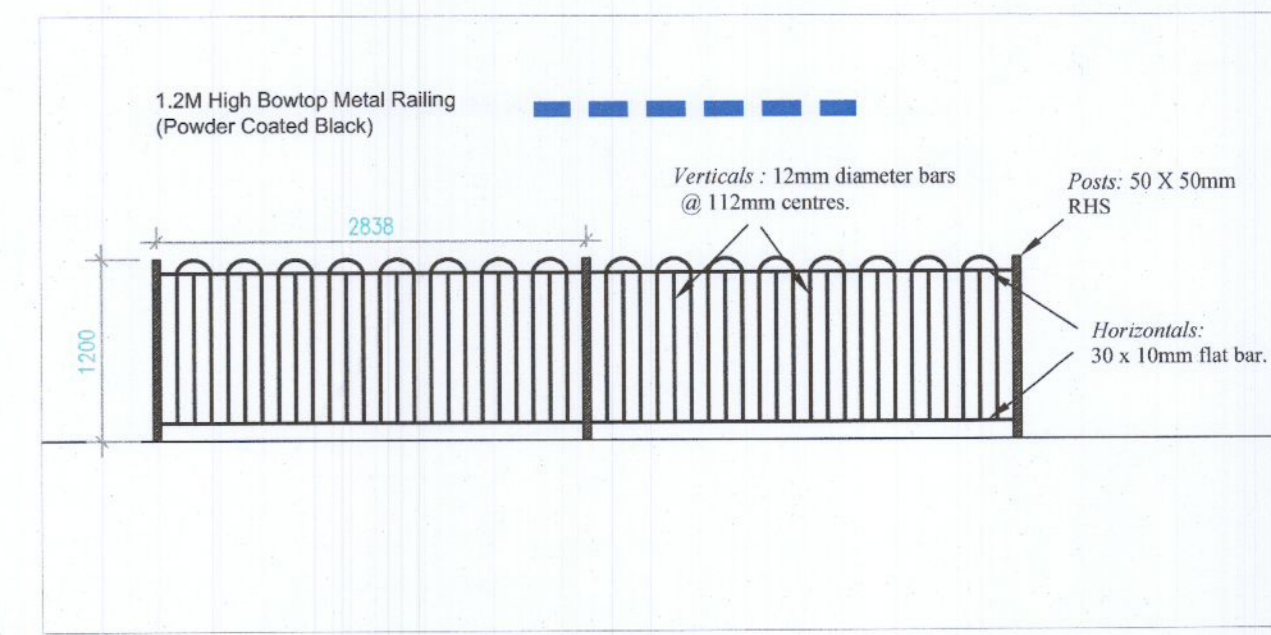 1.2M High Bowtop Metal Railing
(Powder Coated Black)
Verticals : 12mm diameter bars
@ 112mm centres.
Posts: 50 X 50mm
RHS
2838
1200
Horizontals:
30 x 10mm flat bar.